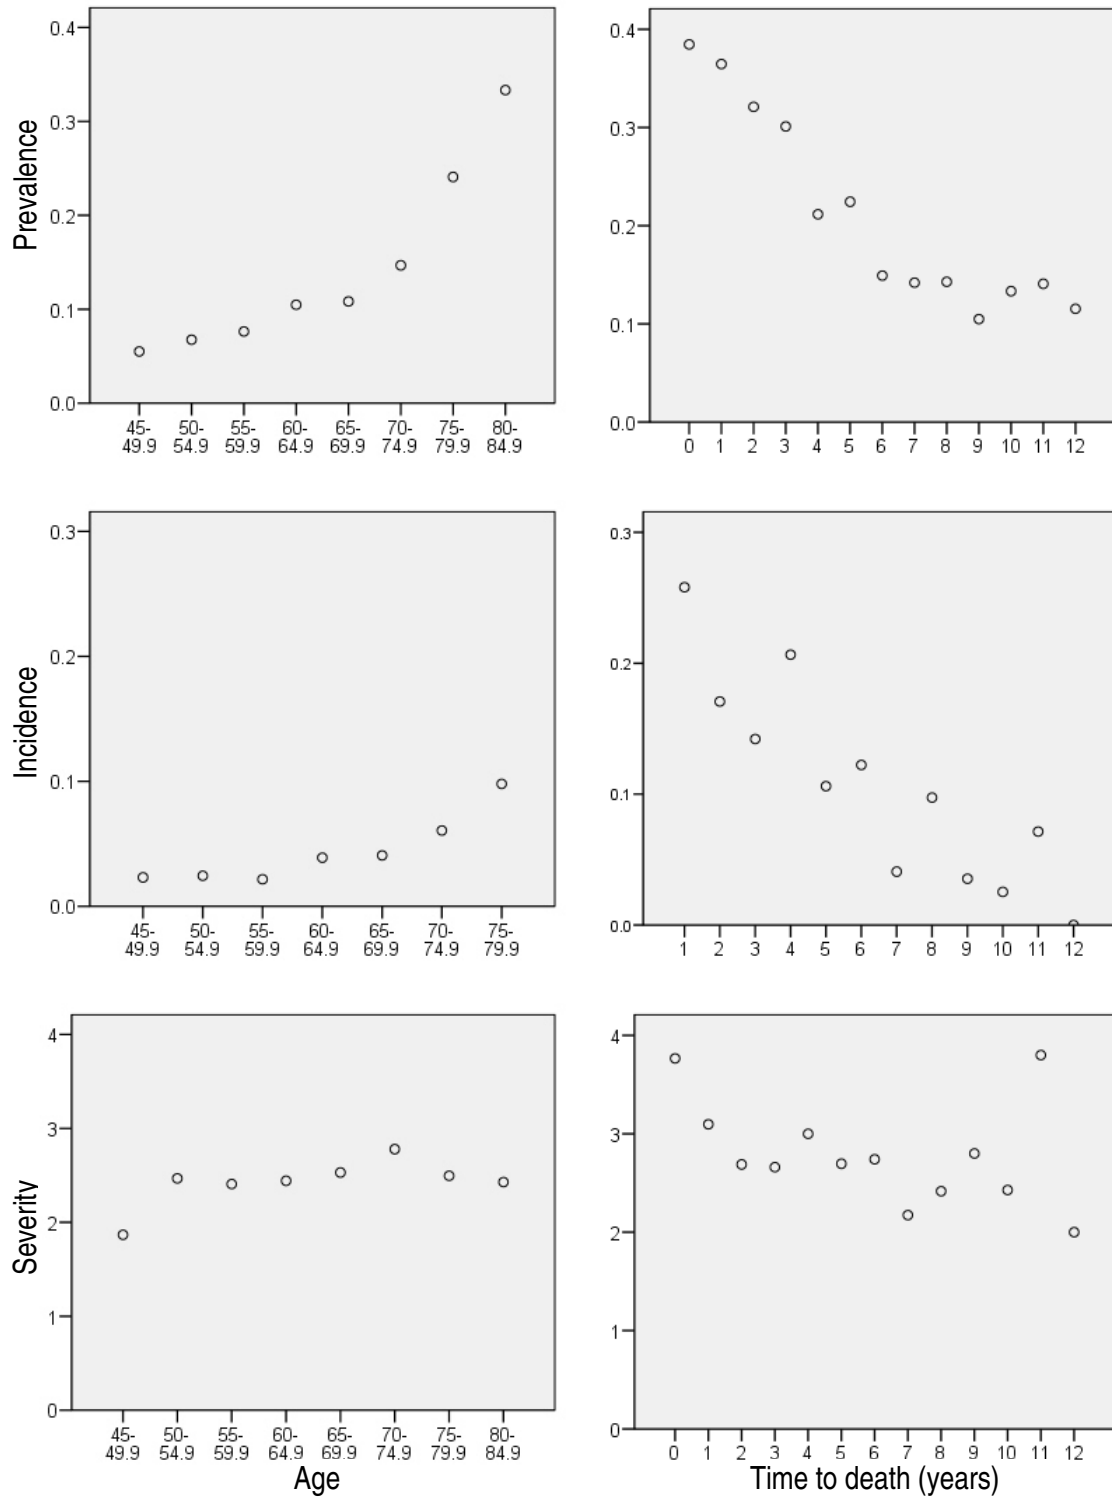 Prevalence
0.4
0.3
0.2
0.1
0.0
45- 50- 55- 60- 65- 70- 75- 80-
49.9 54.9 59.9 64.9 69.9 74.9 79.9 84.9
0.4
0.3
0.2
0.1
0.0
0 1 2 3 4 5 6 7 8 9 10 11 12
Incidence
0.3
0.2
0.1
0.0
45- 50- 55- 60- 65- 70- 75-
49.9 54.9 59.9 64.9 69.9 74.9 79.9
0.3
0.2
0.1
0.0
1 2 3 4 5 6 7 8 9 10 11 12
Severity
4
3
2
1
0
45- 50- 55- 60- 65- 70- 75- 80-
49.9 54.9 59.9 64.9 69.9 74.9 79.9 84.9
Age
4
3
2
1
0
0 1 2 3 4 5 6 7 8 9 10 11 12
Time to death (years)